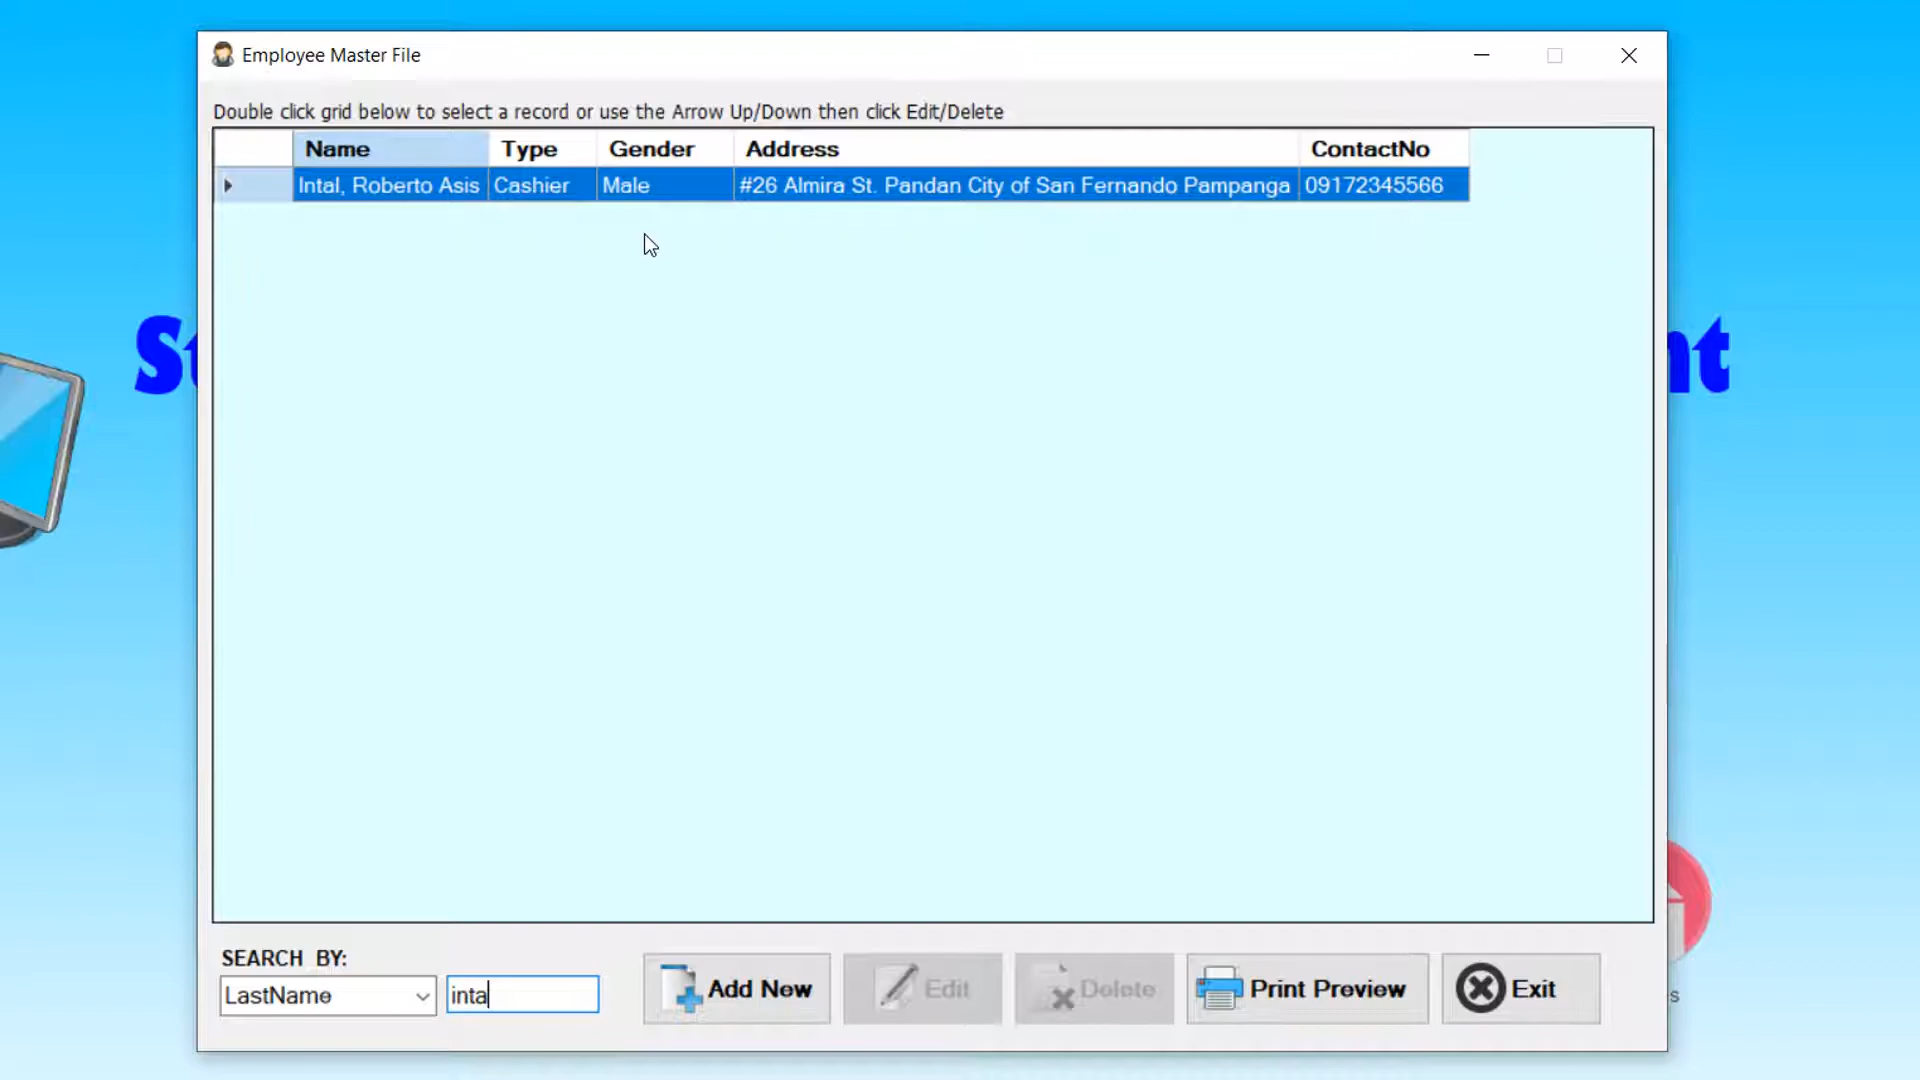 Employee Master File
Double click grid below to select a record or use the Arrow Up/Down then click Edit/Delete
Name Type Gender Address ContactNo
Intal, Roberto Asis Cashier Male #26 Almira St. Pandan City of San Fernando Pampanga 09172345566
SEARCH BY:
LastName inta Add New Edit Delete Print Preview Exit